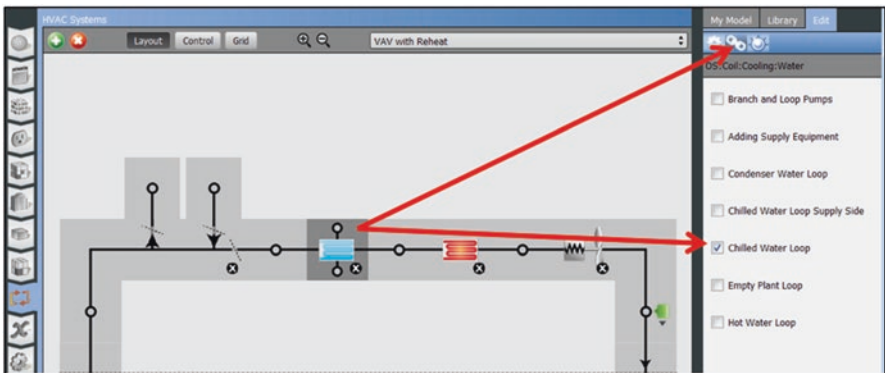 HVAC Systems
Layout Control Grid
VAV with Reheat
My Model Library Edit
OS:Coil:Cooling:Water
Branch and Loop Pumps
Adding Supply Equipment
Condenser Water Loop
Chilled Water Loop Supply Side
Chilled Water Loop
Empty Plant Loop
Hot Water Loop